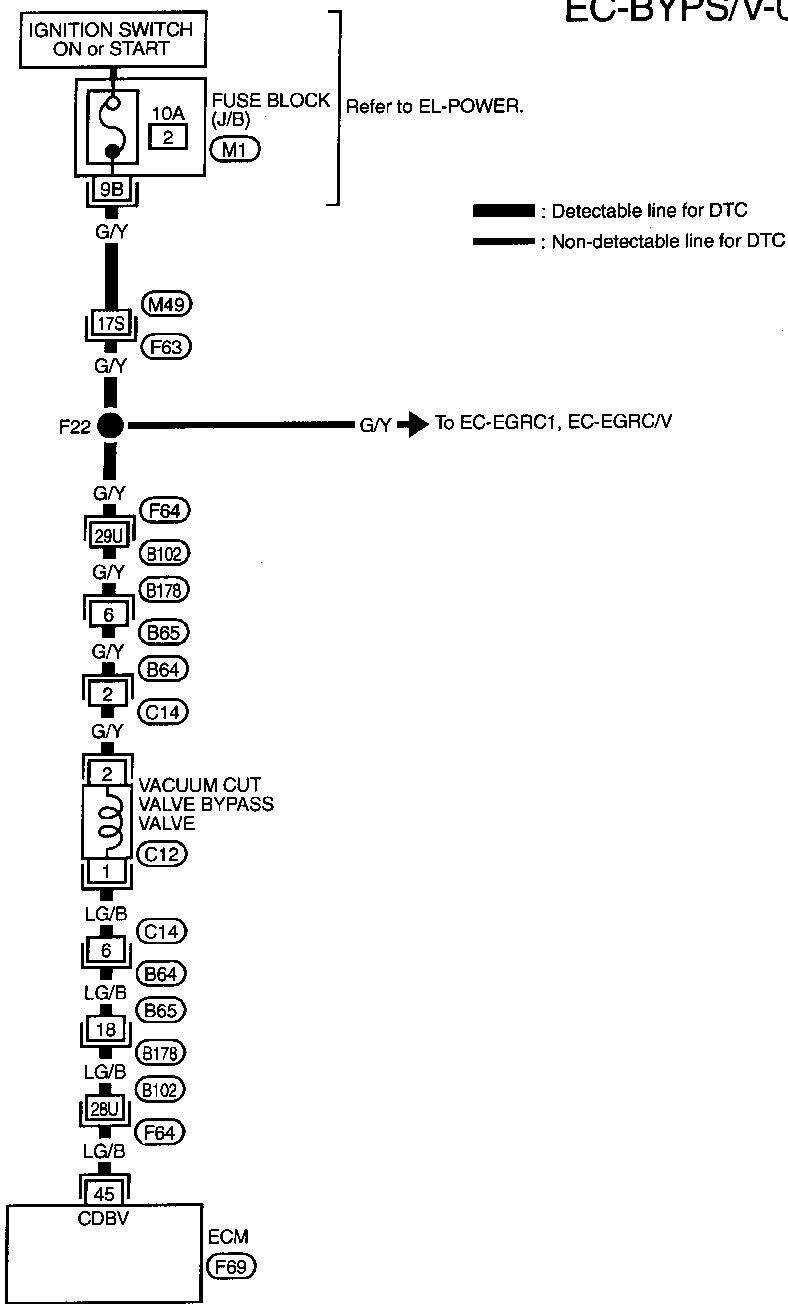 EC-BYPS/V-0
IGNITION SWITCH
ON or START
10A
2
FUSE BLOCK
(J/B)
M1
Refer to EL-POWER.
9B
G/Y
: Detectable line for DTC
: Non-detectable line for DTC
M49
17S
F63
G/Y
F22
G/Y
To EC-EGRC1, EC-EGRC/V
G/Y
F64
29U
B102
G/Y
B178
6
B65
G/Y
B64
2
C14
G/Y
2
VACUUM CUT
VALVE BYPASS
VALVE
C12
1
LG/B
C14
6
B64
LG/B
B65
18
B178
LG/B
B102
28U
F64
LG/B
45
CDBV
ECM
F69